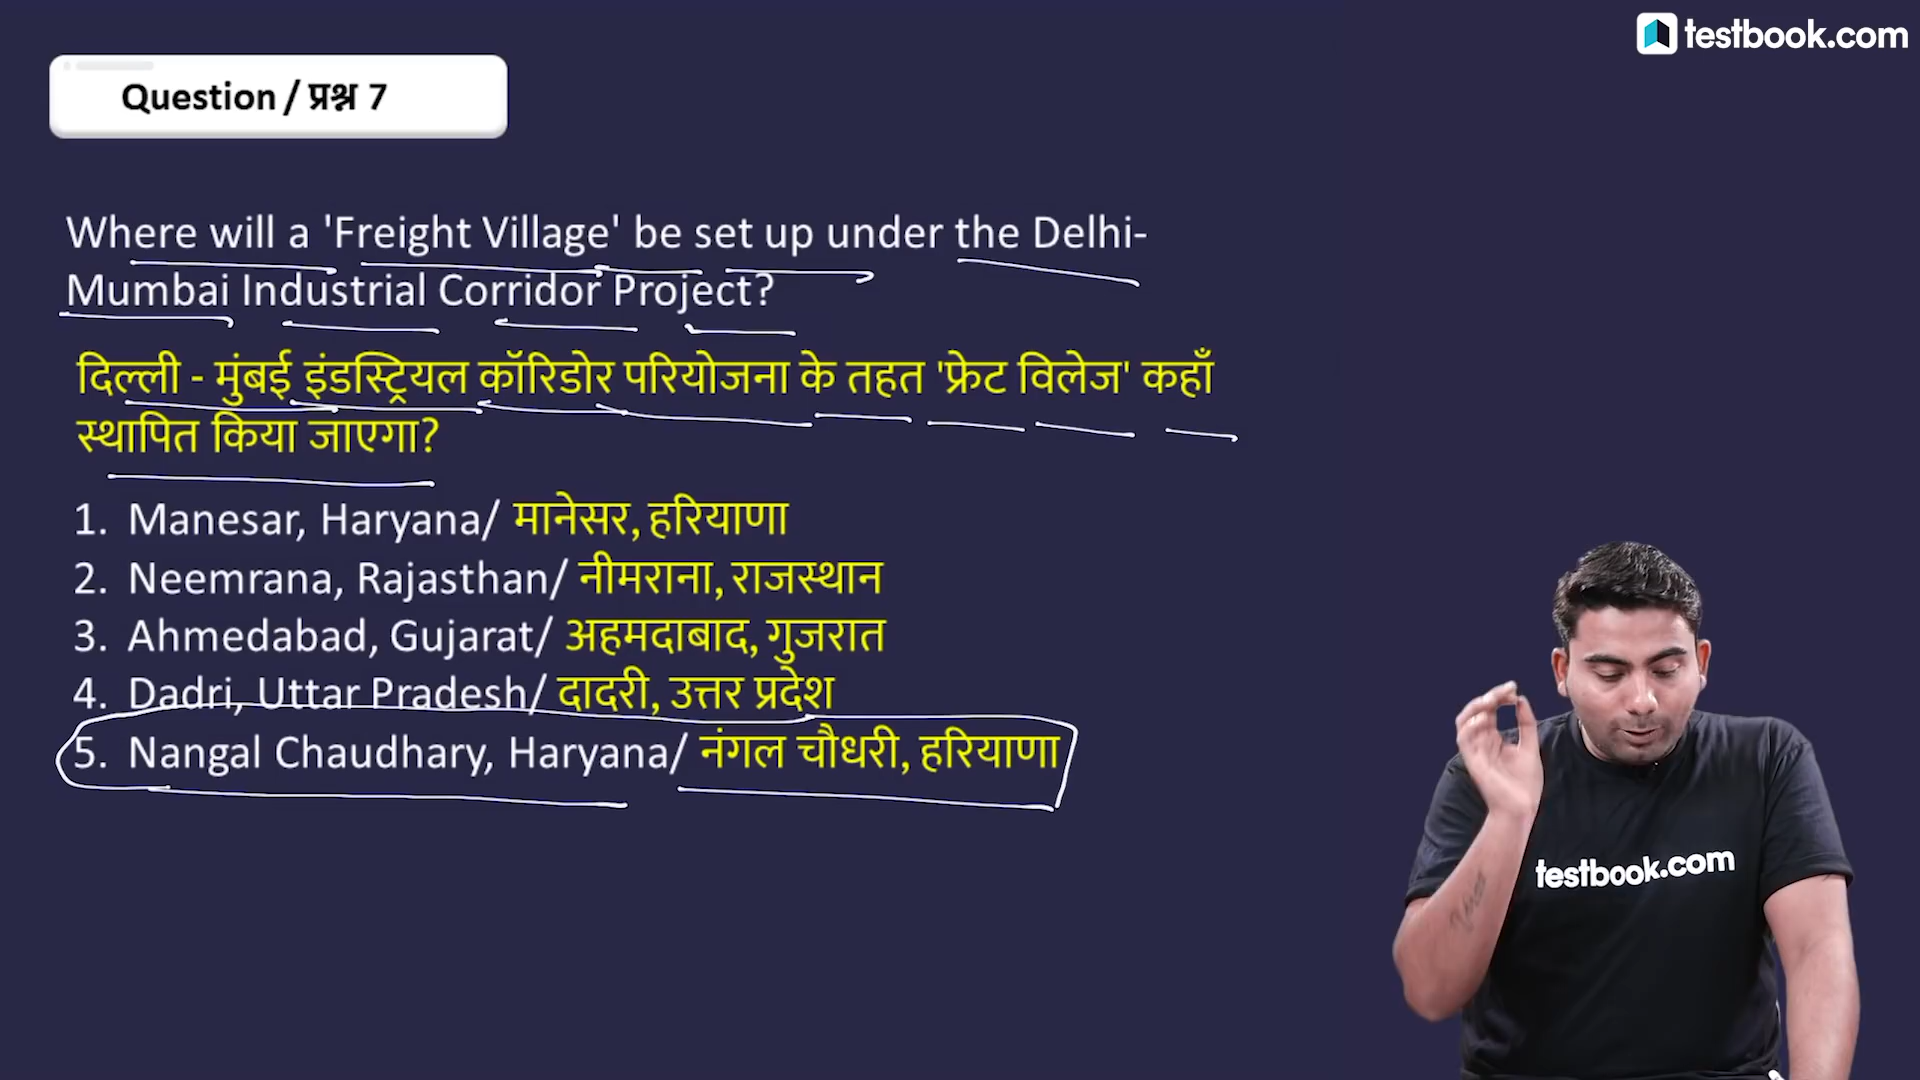 testbook.com
Question / प्रश्न 7
Where will a 'Freight Village' be set up under the Delhi-
Mumbai Industrial Corridor Project?
दिल्ली - मुंबई इंडस्ट्रियल कॉरिडोर परियोजना के तहत 'फ्रेट विलेज' कहाँ
स्थापित किया जाएगा?
1. Manesar, Haryana/ मानेसर, हरियाणा
2. Neemrana, Rajasthan/ नीमराना, राजस्थान
3. Ahmedabad, Gujarat/ अहमदाबाद, गुजरात
4. Dadri, Uttar Pradesh/ दादरी, उत्तर प्रदेश
5. Nangal Chaudhary, Haryana/ नंगल चौधरी, हरियाणा
testbook.com